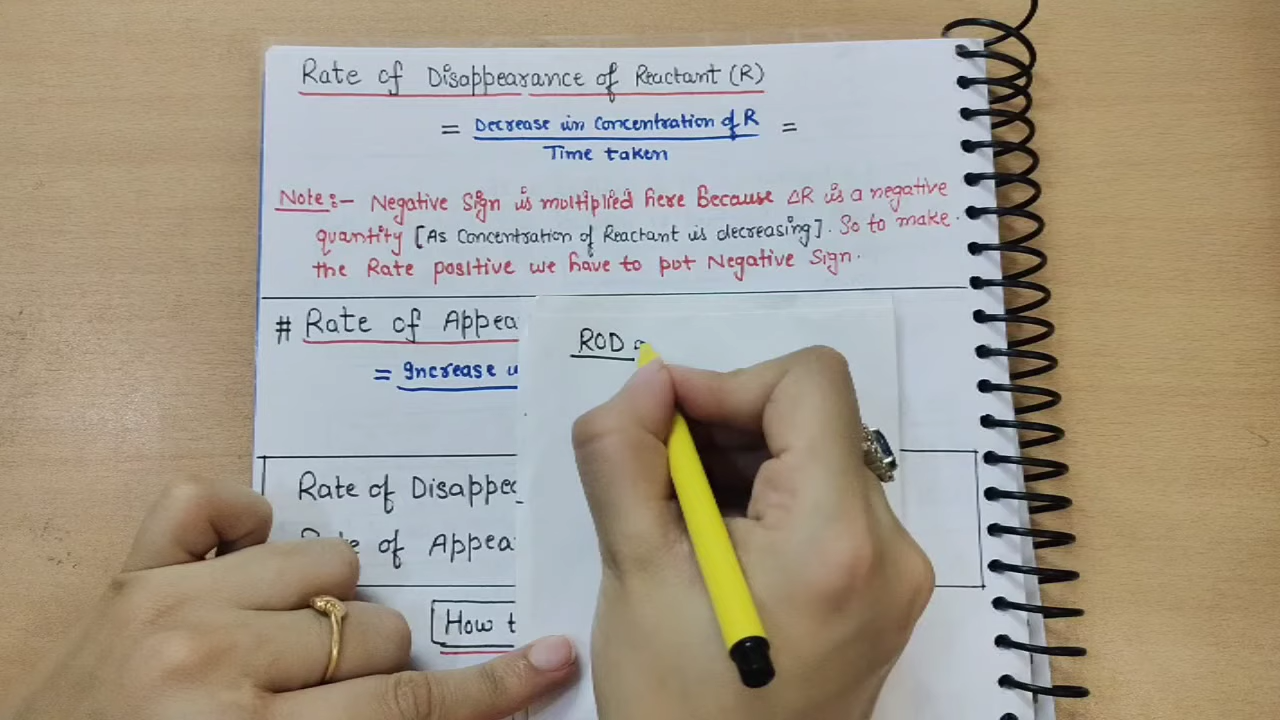 Rate of Disappearance of Reactant (R)
= Decrease in Concentration of R =
Time taken
Note:- Negative Sign is multiplied here Because ΔR is a negative
quantity [As Concentration of Reactant is decreasing]. So to make
the Rate positive we have to put Negative Sign.
# Rate of Appea
= Increase
ROD
Rate of Disappe
Rate of Appea
How t